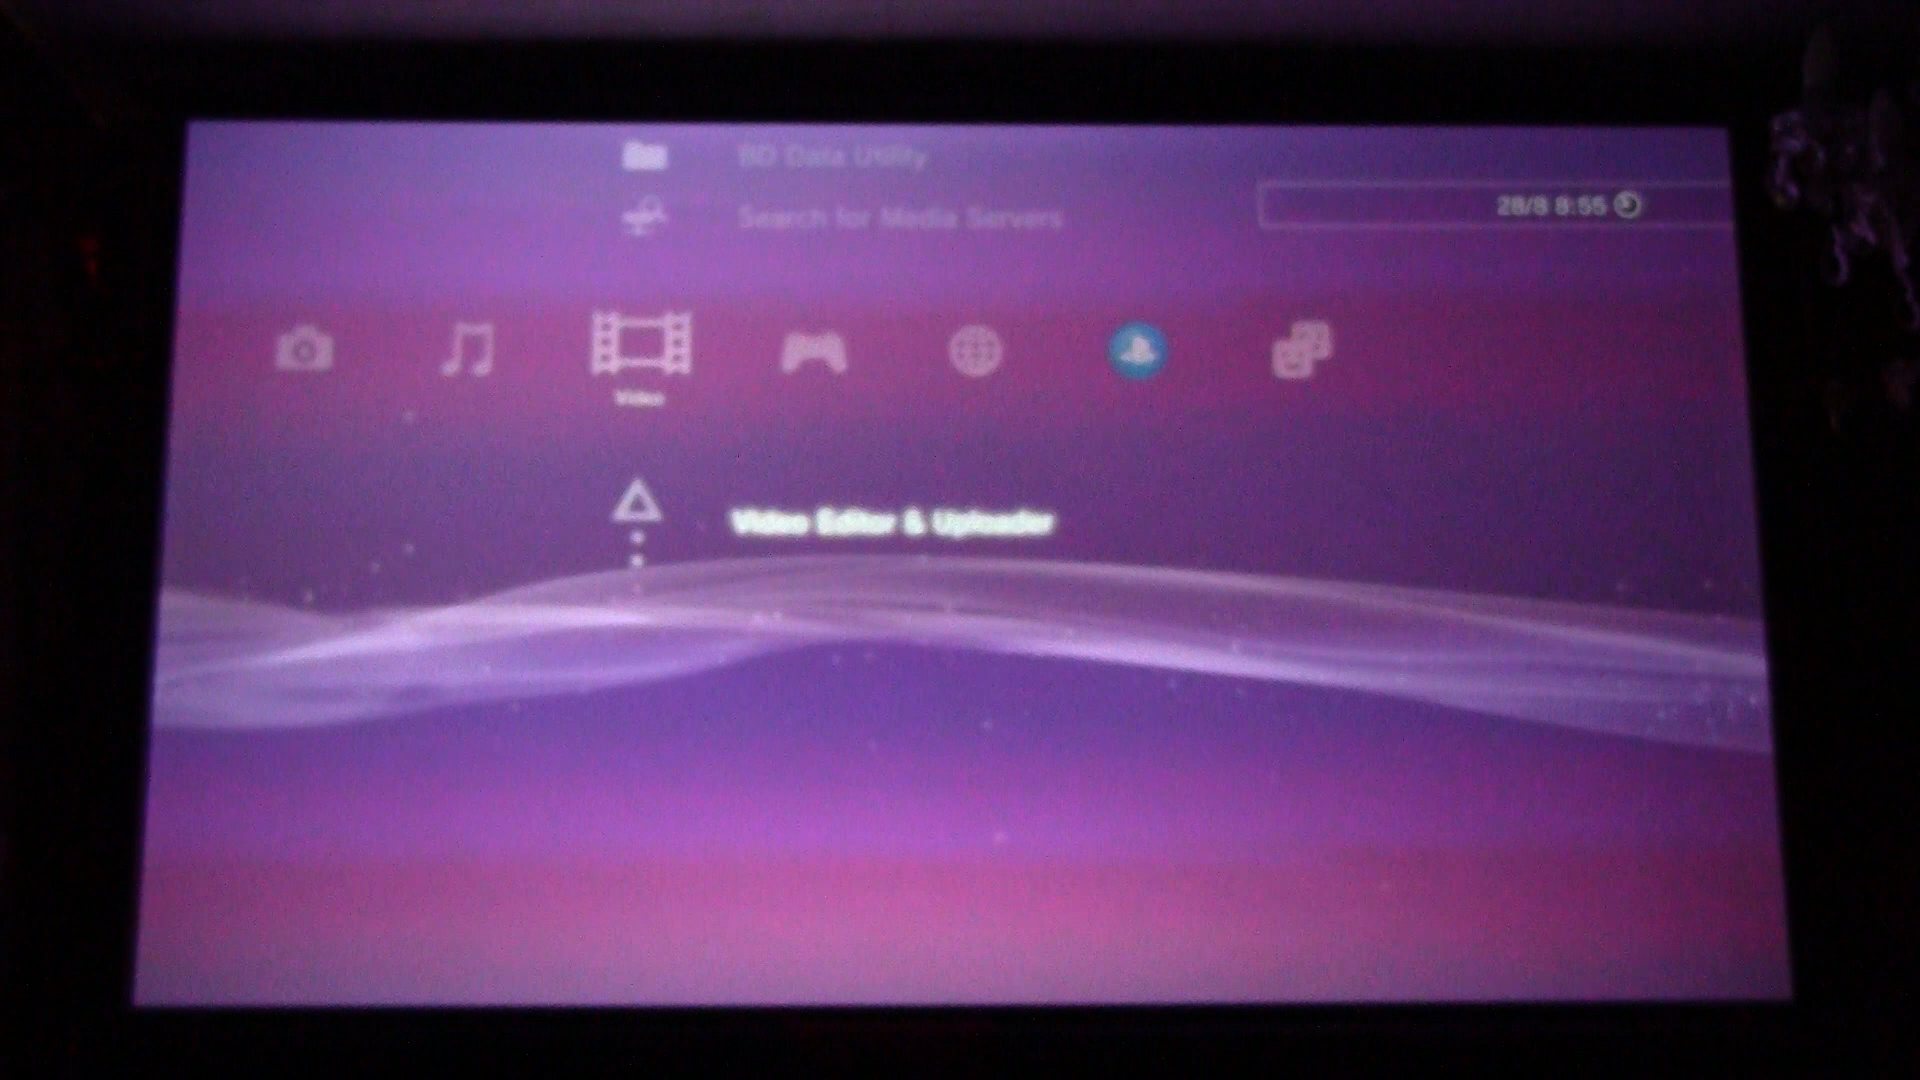 BD Data Utility
Search for Media Servers
28/8 8:55
Video
Video Editor & Uploader